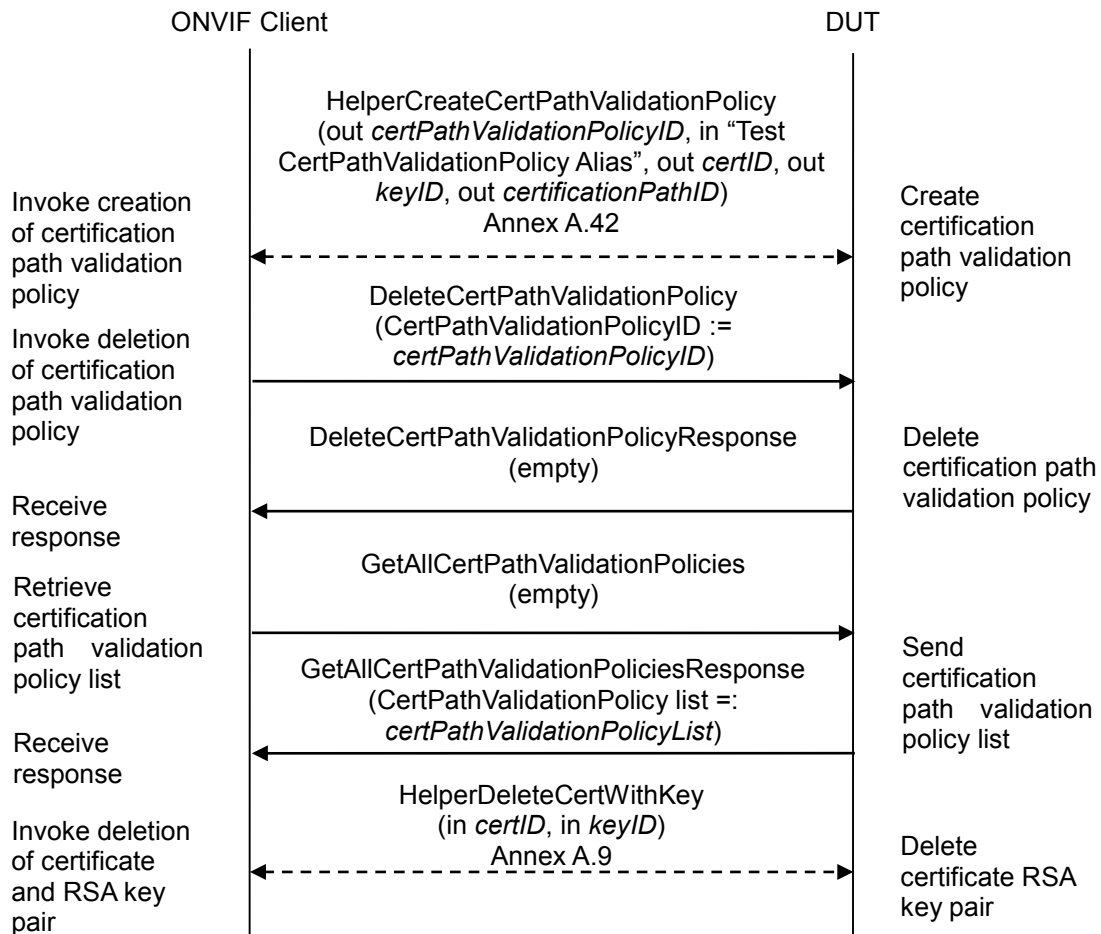 ONVIF Client
DUT
HelperCreateCertPathValidationPolicy
(out certPathValidationPolicyID, in “Test
CertPathValidationPolicy Alias”, out certID, out
keyID, out certificationPathID)
Annex A.42
Invoke creation
of certification
path validation
policy
Create
certification
path validation
policy
DeleteCertPathValidationPolicy
(CertPathValidationPolicyID :=
certPathValidationPolicyID)
Invoke deletion
of certification
path validation
policy
DeleteCertPathValidationPolicyResponse
(empty)
Delete
certification path
validation policy
Receive
response
GetAllCertPathValidationPolicies
(empty)
Retrieve
certification
path validation
policy list
GetAllCertPathValidationPoliciesResponse
(CertPathValidationPolicy list =:
certPathValidationPolicyList)
Send
certification
path validation
policy list
Receive
response
HelperDeleteCertWithKey
(in certID, in keyID)
Annex A.9
Invoke deletion
of certificate
and RSA key
pair
Delete
certificate RSA
key pair